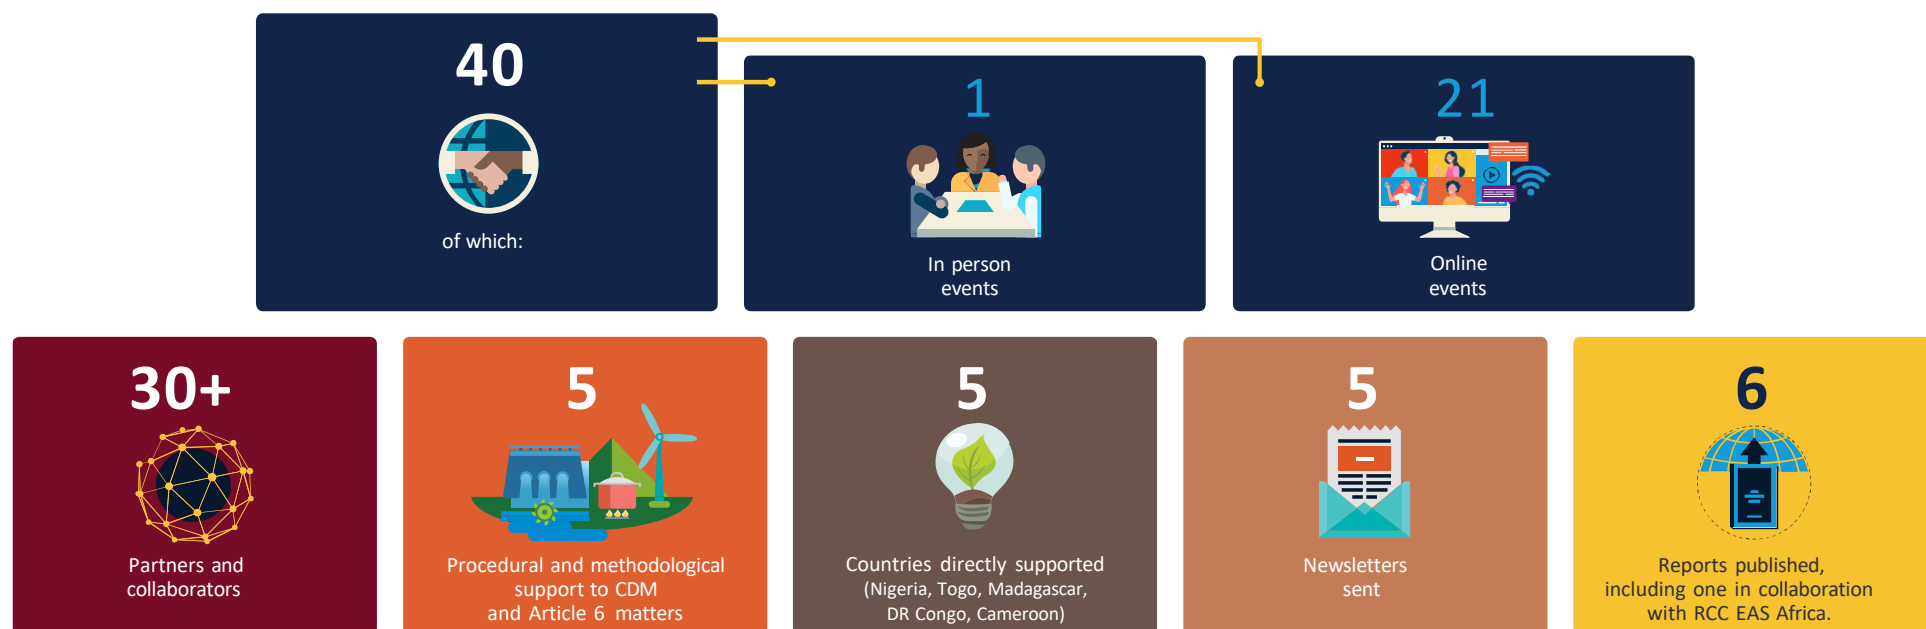 40
of which:
1
In person
events
21
Online
events
30+
Partners and
collaborators
5
Procedural and methodological
support to CDM
and Article 6 matters
5
Countries directly supported
(Nigeria, Togo, Madagascar,
DR Congo, Cameroon)
5
Newsletters
sent
6
Reports published,
including one in collaboration
with RCC EAS Africa.